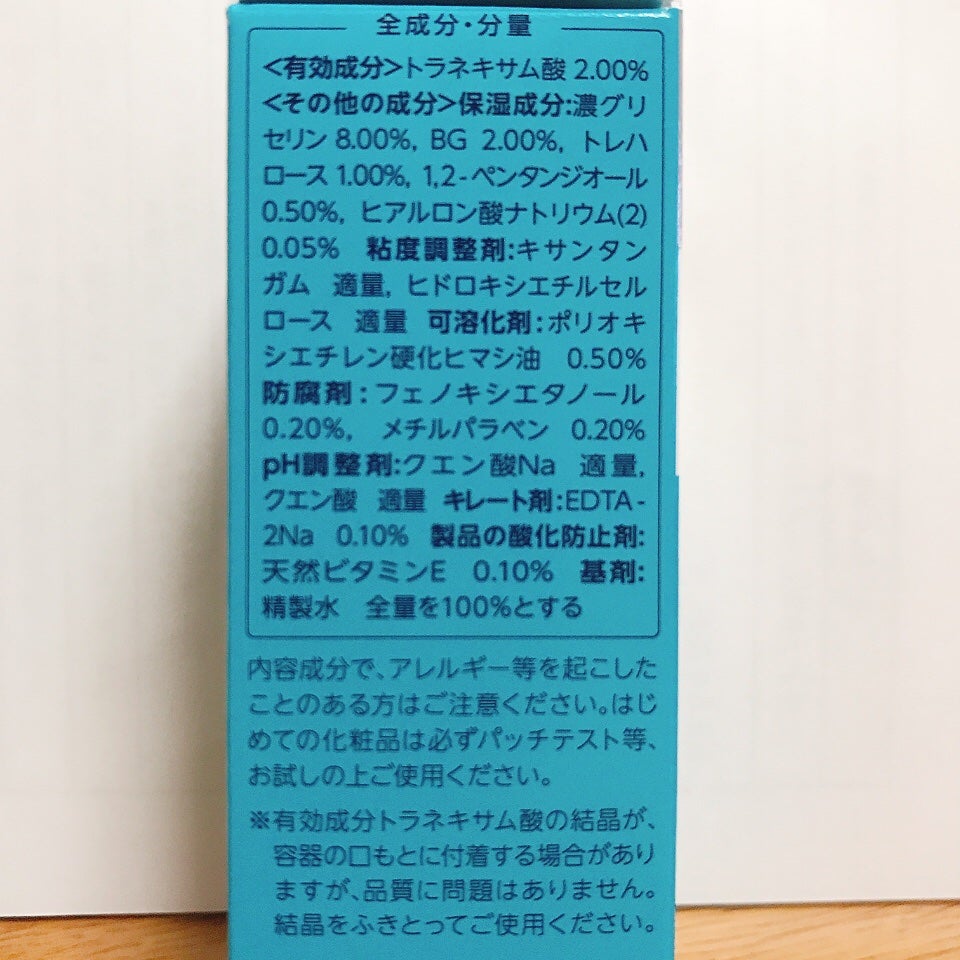 全成分・分量
<有効成分>トラネキサム酸 2.00%
<その他の成分>保湿成分:濃グリ
セリン 8.00%, BG 2.00%, トレハ
ロース 1.00%, 1,2-ペンタンジオール
0.50%, ヒアルロン酸ナトリウム(2)
0.05% 粘度調整剤:キサンタン
ガム 適量, ヒドロキシエチルセル
ロース 適量 可溶化剤:ポリオキ
シエチレン硬化ヒマシ油 0.50%
防腐剤:フェノキシエタノール
0.20%, メチルパラベン 0.20%
pH調整剤:クエン酸Na 適量,
クエン酸 適量 キレート剤:EDTA-
2Na 0.10% 製品の酸化防止剤:
天然ビタミンE 0.10% 基剤:
精製水 全量を100%とする
内容成分で、アレルギー等を起こした
ことのある方はご注意ください。はじ
めての化粧品は必ずパッチテスト等、
お試しの上ご使用ください。
※有効成分トラネキサム酸の結晶が、
容器の口もとに付着する場合があり
ますが、品質に問題はありません。
結晶をふきとってご使用ください。